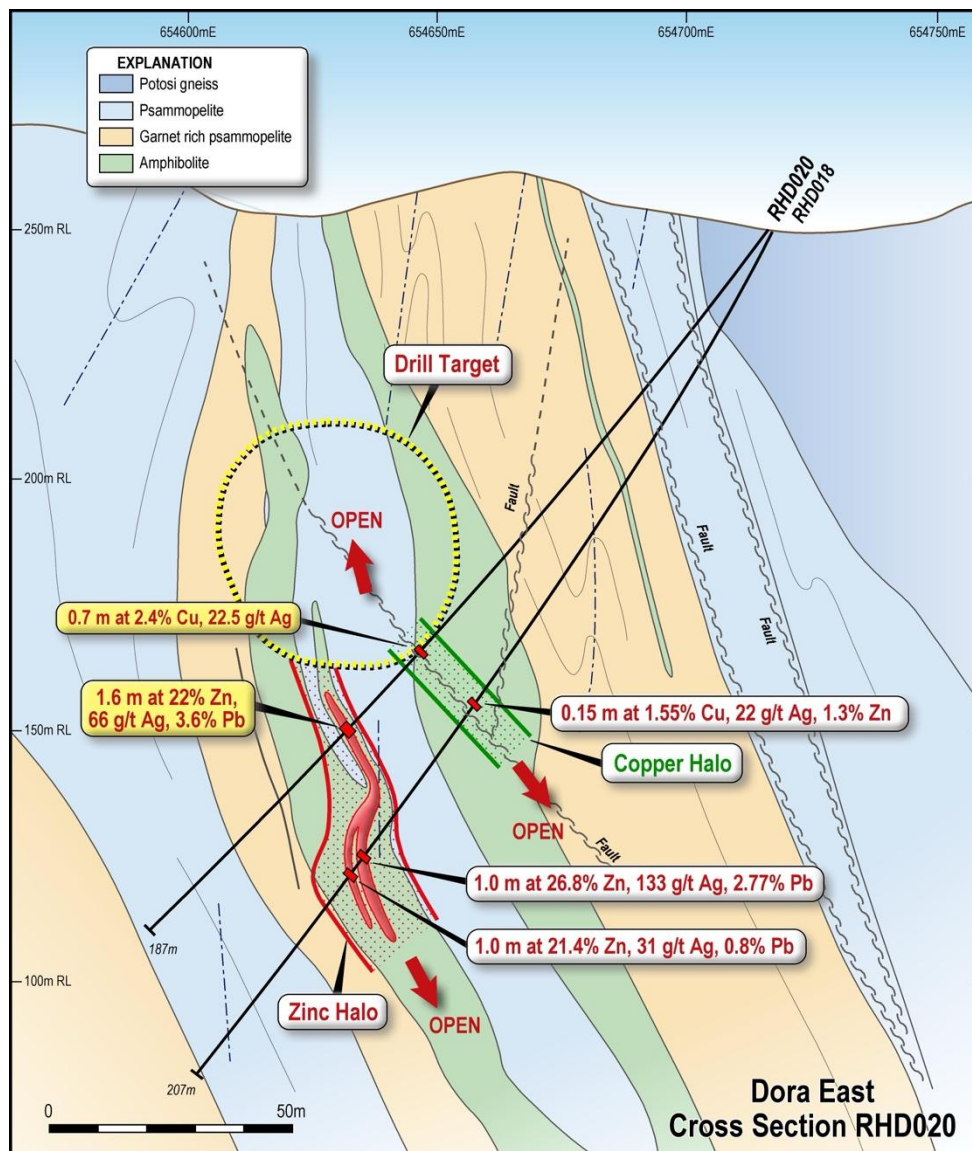 654600mE
654650mE
654700mE
654750mE
EXPLANATION
Potosi gneiss
Psammopelite
Garnet rich psammopelite
Amphibolite
RHD020
RHD018
250m RL
Drill Target
200m RL
OPEN
Fault
Fault
Fault
0.7 m at 2.4% Cu, 22.5 g/t Ag
1.6 m at 22% Zn,
66 g/t Ag, 3.6% Pb
0.15 m at 1.55% Cu, 22 g/t Ag, 1.3% Zn
150m RL
Copper Halo
OPEN
Fault
1.0 m at 26.8% Zn, 133 g/t Ag, 2.77% Pb
187m
1.0 m at 21.4% Zn, 31 g/t Ag, 0.8% Pb
100m RL
Zinc Halo
OPEN
207m
0
50m
Dora East
Cross Section RHD020